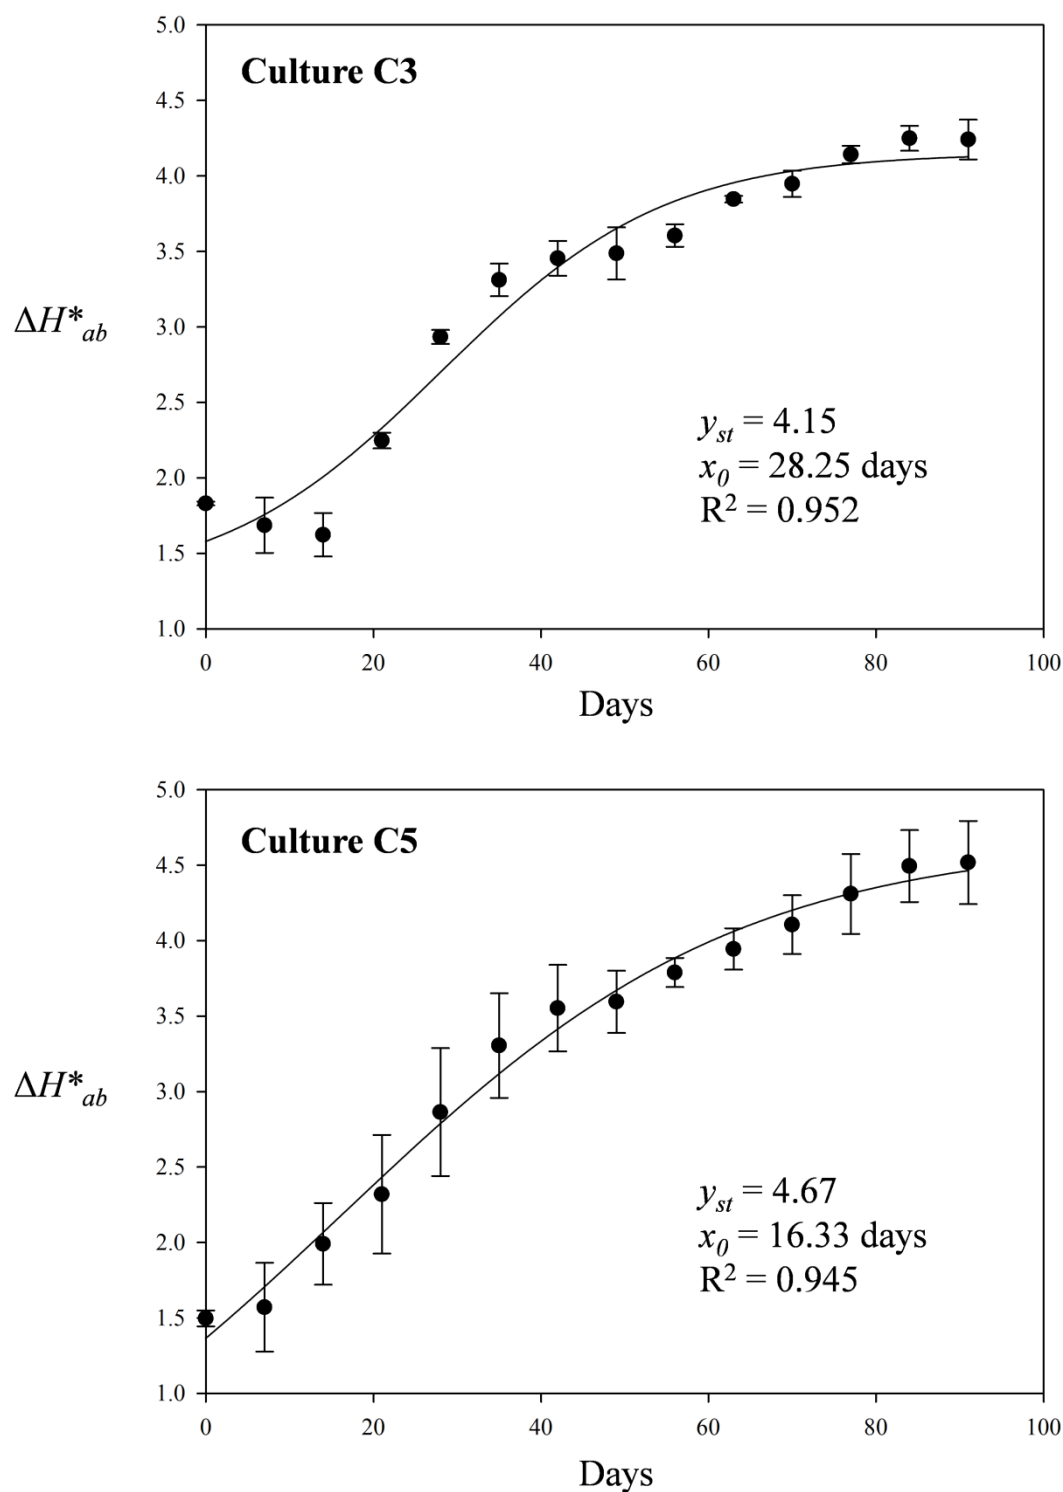 Culture C3
5.0
4.5
4.0
3.5
3.0
2.5
2.0
1.5
1.0
ΔH*ab
yst = 4.15
x0 = 28.25 days
R2 = 0.952
0 20 40 60 80 100
Days
Culture C5
5.0
4.5
4.0
3.5
3.0
2.5
2.0
1.5
1.0
ΔH*ab
yst = 4.67
x0 = 16.33 days
R2 = 0.945
0 20 40 60 80 100
Days